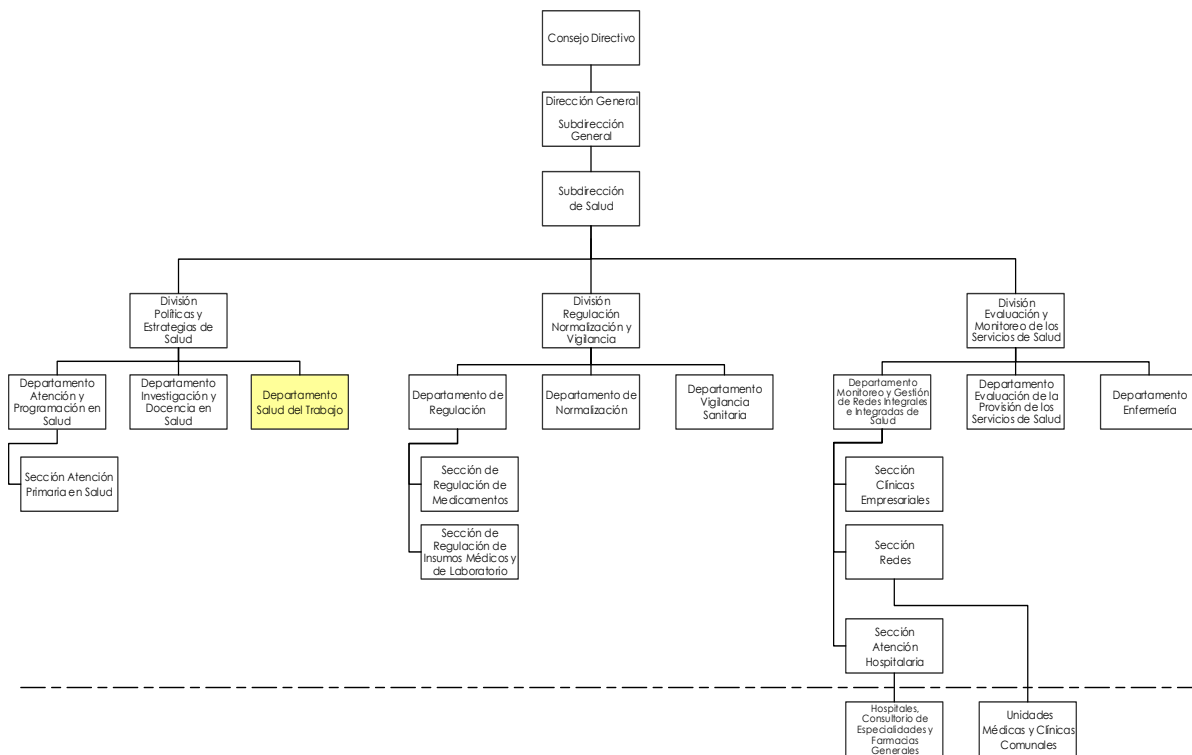 Consejo Directivo
Dirección General
Subdirección
General
Subdirección
de Salud
División
Políticas y
Estrategias de
Salud
División
Regulación
Normalización y
Vigilancia
División
Evaluación y
Monitoreo de los
Servicios de Salud
Departamento
Atención y
Programación en
Salud
Departamento
Investigación y
Docencia en
Salud
Departamento
Salud del Trabajo
Departamento de
Regulación
Departamento de
Normalización
Departamento
Vigilancia
Sanitaria
Departamento
Monitoreo y Gestión
de Redes Integrales
e Integradas de
Salud
Departamento
Evaluación de la
Provisión de los
Servicios de Salud
Departamento
Enfermería
Sección Atención
Primaria en Salud
Sección de
Regulación de
Medicamentos
Sección de
Regulación de
Insumos Médicos y
de Laboratorio
Sección
Clínicas
Empresariales
Sección
Redes
Sección
Atención
Hospitalaria
Hospitales,
Consultorio de
Especialidades y
Farmacias
Generales
Unidades
Médicas y Clínicas
Comunales